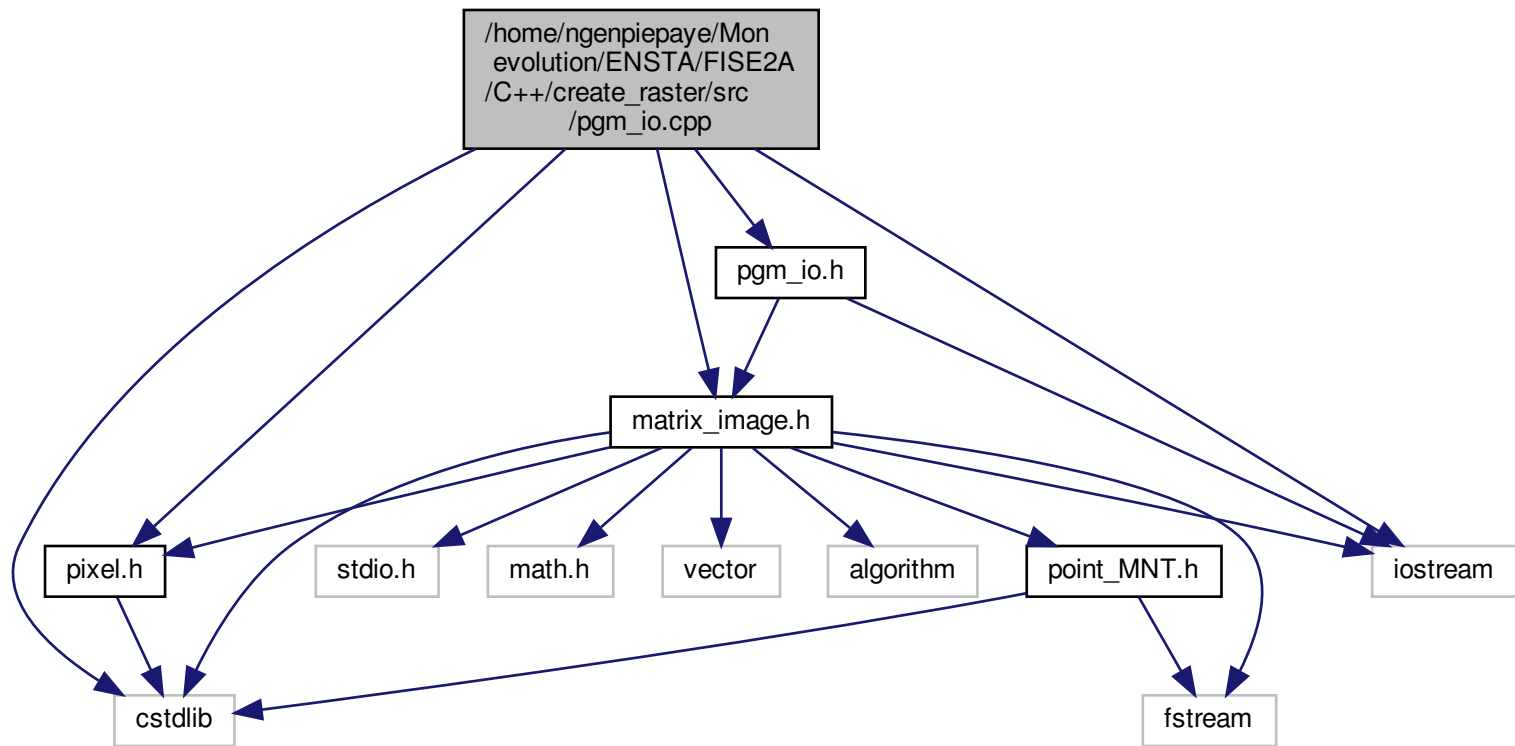 /home/ngenpiepaye/Mon
evolution/ENSTA/FISE2A
/C++/create_raster/src
/pgm_io.cpp
pgm_io.h
matrix_image.h
pixel.h
stdio.h
math.h
vector
algorithm
point_MNT.h
iostream
cstdlib
fstream